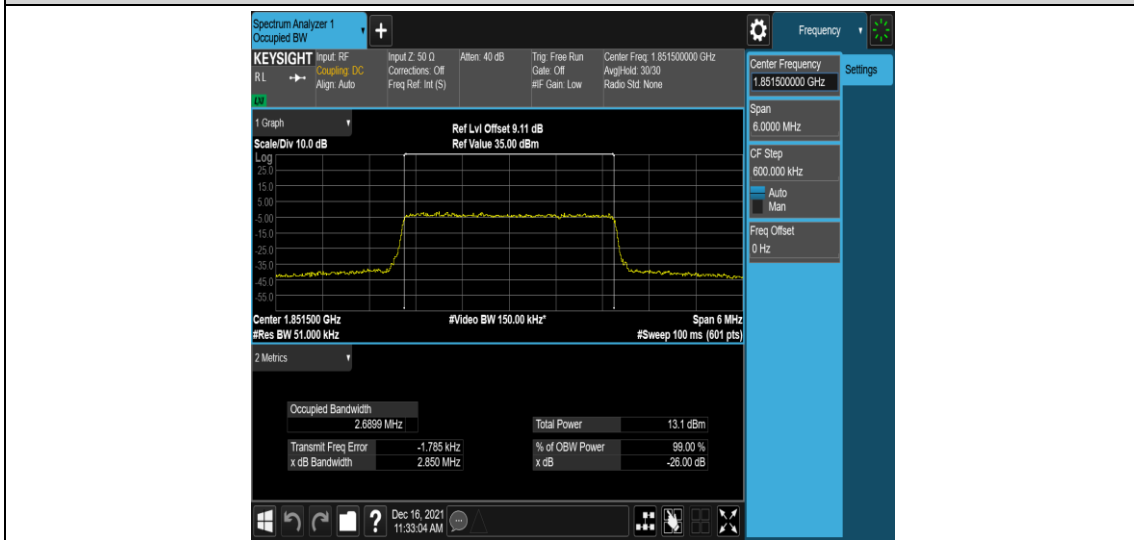 Spectrum Analyzer 1
Occupied BW
+
Frequency
KEYSIGHT
RL
LXI
Input: RF
Coupling: DC
Align: Auto
Input Z: 50 Ω
Corrections: Off
Freq Ref: Int (S)
Atten: 40 dB
Trig: Free Run
Gate: Off
#IF Gain: Low
Center Freq: 1.851500000 GHz
Avg|Hold: 30/30
Radio Std: None
Center Frequency
1.851500000 GHz
Settings
Span
6.0000 MHz
CF Step
600.000 kHz
Auto
Man
Freq Offset
0 Hz
1 Graph
Scale/Div 10.0 dB
Ref Lvl Offset 9.11 dB
Ref Value 35.00 dBm
Log
25.0
15.0
5.00
-5.00
-15.0
-25.0
-35.0
-45.0
-55.0
Center 1.851500 GHz
#Video BW 150.00 kHz*
Span 6 MHz
#Res BW 51.000 kHz
#Sweep 100 ms (601 pts)
2 Metrics
Occupied Bandwidth
2.6899 MHz
Total Power 13.1 dBm
Transmit Freq Error -1.785 kHz
% of OBW Power 99.00 %
x dB Bandwidth 2.850 MHz
x dB -26.00 dB
?
Dec 16, 2021
11:33:04 AM